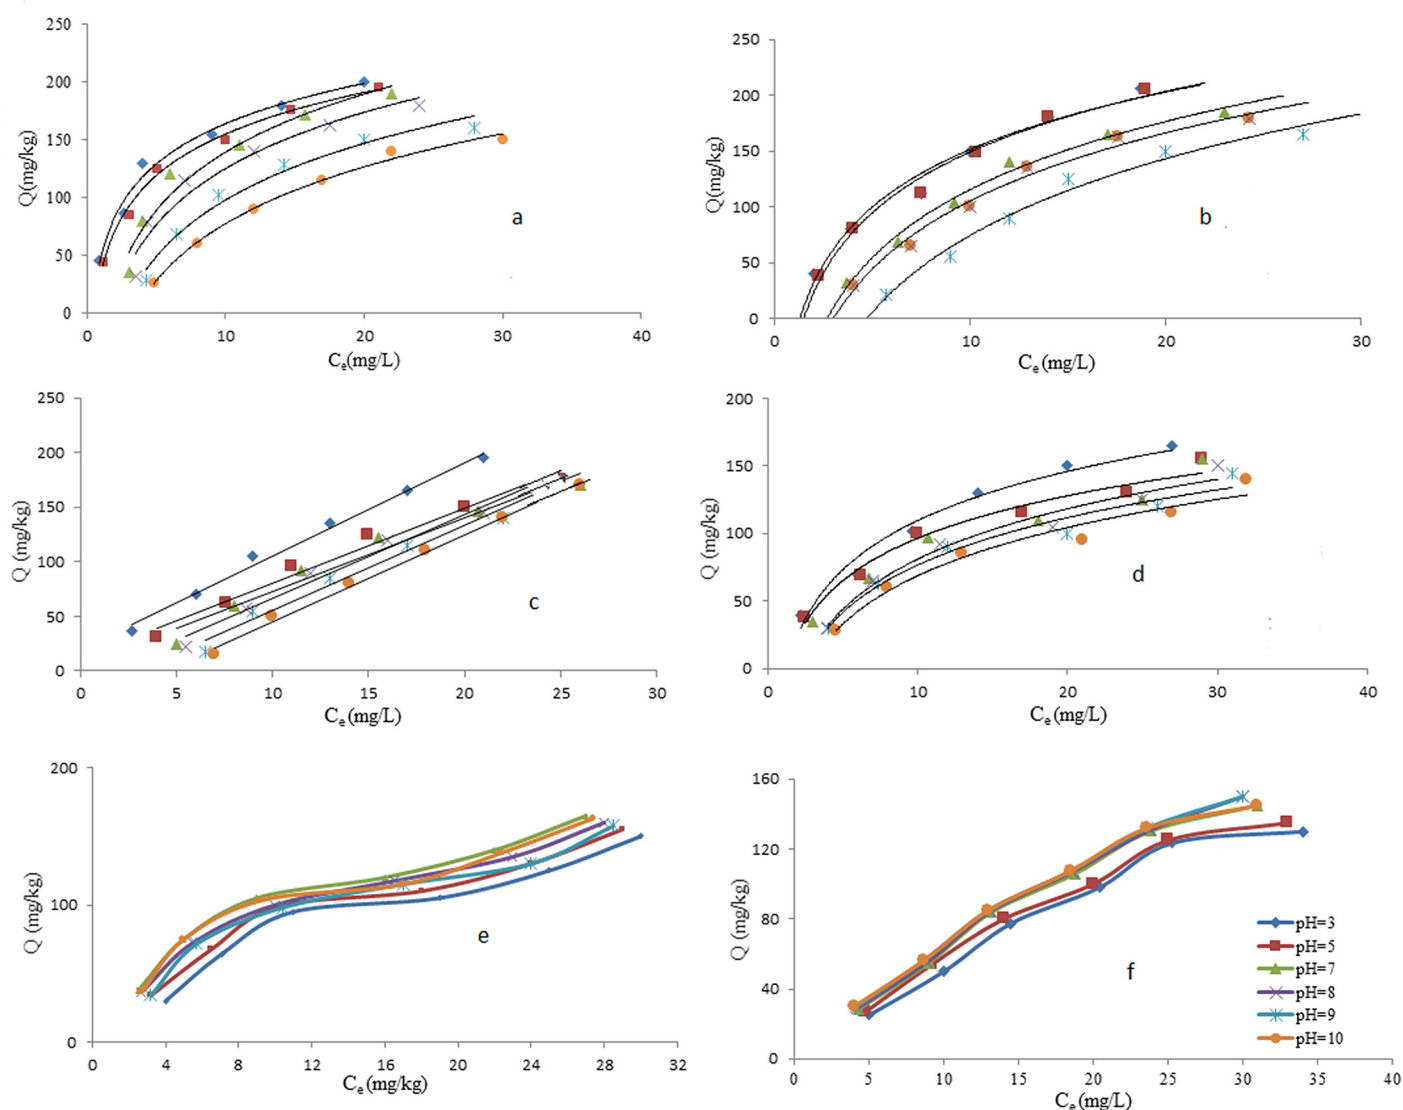 250
200
150
100
50
0
Q(mg/kg)
0 10 20 30 40
Ce(mg/L)
a
250
200
150
100
50
0
Q(mg/kg)
10 20 30
Ce(mg/L)
b
250
200
150
100
50
0
Q (mg/kg)
0 5 10 15 20 26 30
Ce(mg/L)
c
200
150
100
50
0
Q (mg/kg)
0 10 20 30 40
Ce(mg/L)
d
200
100
0
Q (mg/kg)
0 4 8 12 16 20 24 28 32
Ce(mg/kg)
e
160
120
80
40
0
Q (mg/kg)
0 5 10 15 20 25 30 35 40
Ce(mg/L)
f
pH=3
pH=5
pH=7
pH=8
pH=9
pH=10